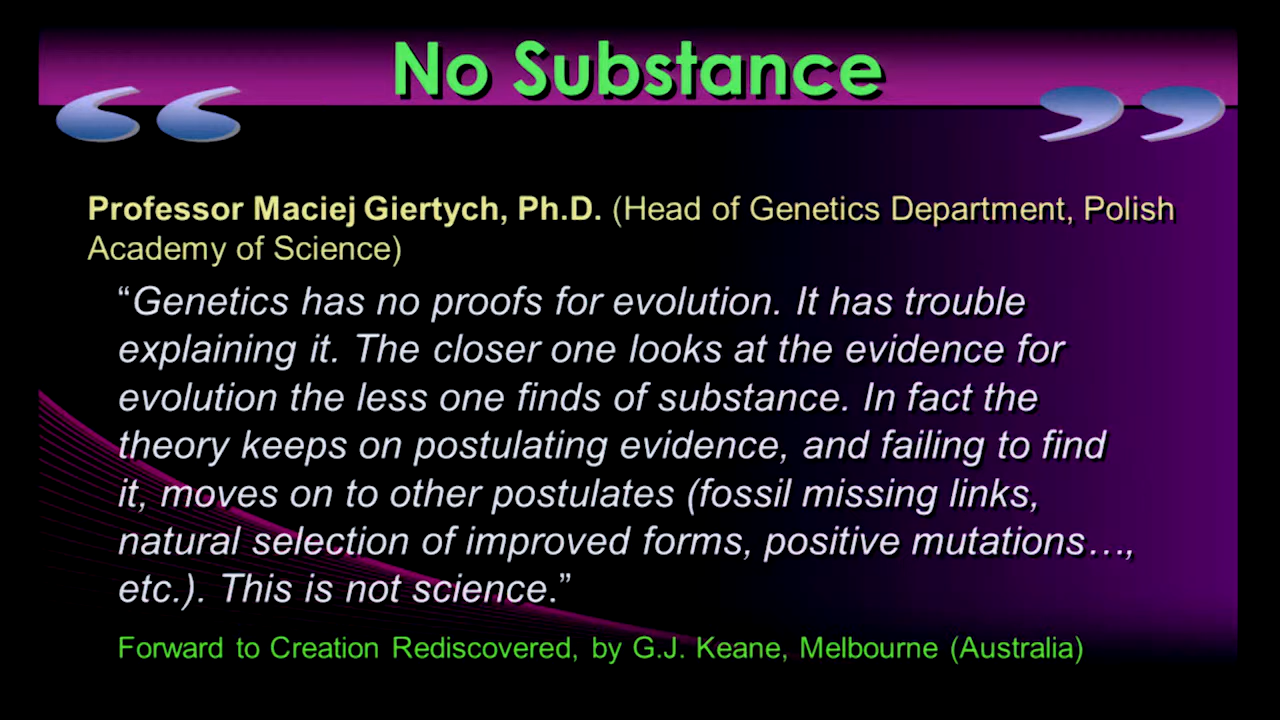 No Substance
Professor Maciej Giertych, Ph.D. (Head of Genetics Department, Polish
Academy of Science)
“Genetics has no proofs for evolution. It has trouble
explaining it. The closer one looks at the evidence for
evolution the less one finds of substance. In fact the
theory keeps on postulating evidence, and failing to find
it, moves on to other postulates (fossil missing links,
natural selection of improved forms, positive mutations…,
etc.). This is not science.”
Forward to Creation Rediscovered, by G.J. Keane, Melbourne (Australia)